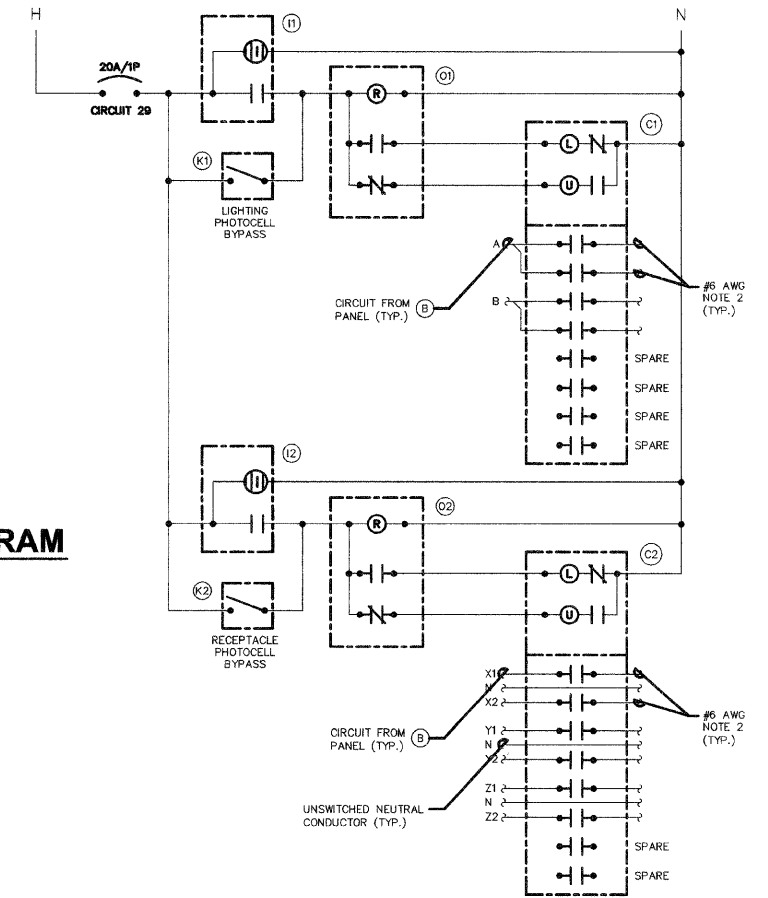 H
N
I1
20A/1P
CIRCUIT 29
O1
R
K1
LIGHTING
PHOTOCELL
BYPASS
C1
L
U
A
B
CIRCUIT FROM
PANEL (TYP.) B
#6 AWG
NOTE 2
(TYP.)
SPARE
SPARE
SPARE
SPARE
I2
O2
R
RAM
K2
RECEPTACLE
PHOTOCELL
BYPASS
C2
L
U
X1
N
X2
CIRCUIT FROM
PANEL (TYP.) B
#6 AWG
NOTE 2
(TYP.)
Y1
N
Y2
UNSWITCHED NEUTRAL
CONDUCTOR (TYP.)
Z1
N
Z2
SPARE
SPARE